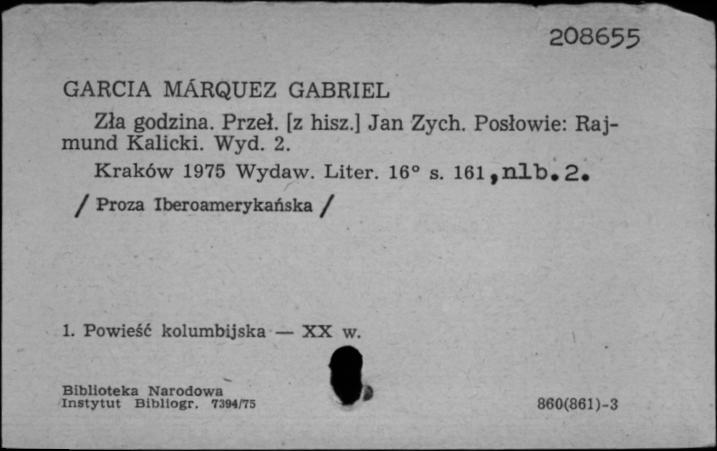 208655
GARCIA MÁRQUEZ GABRIEL
Zła godzina. Przeł. [z hisz.] Jan Zych. Posłowie: Raj-
mund Kalicki. Wyd. 2.
Kraków 1975 Wydaw. Liter. 16° s. 161, nlb. 2.
/ Proza Iberoamerykańska /
1. Powieść kolumbijska — XX w.
Biblioteka Narodowa
Instytut Bibliogr. 7394/75
860(861)-3